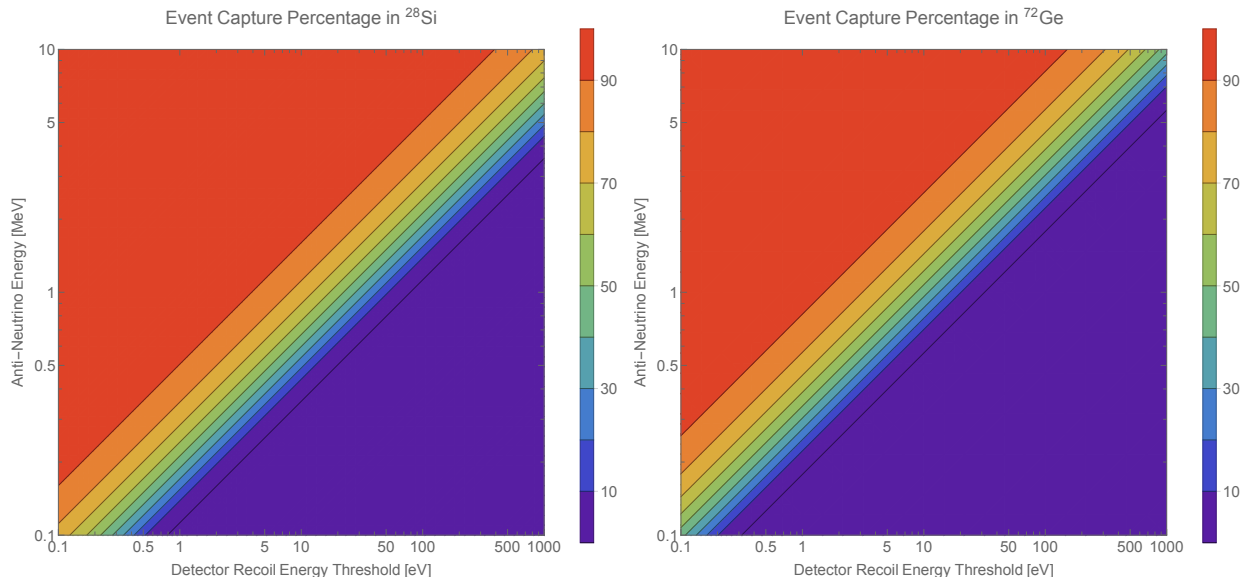 Event Capture Percentage in ²⁸Si
10
5
1
0.5
0.1
Anti−Neutrino Energy [MeV]
0.1 0.5 1 5 10 50 100 500 1000
Detector Recoil Energy Threshold [eV]
90
70
50
30
10
Event Capture Percentage in ⁷²Ge
10
5
1
0.5
0.1
Anti−Neutrino Energy [MeV]
0.1 0.5 1 5 10 50 100 500 1000
Detector Recoil Energy Threshold [eV]
90
70
50
30
10